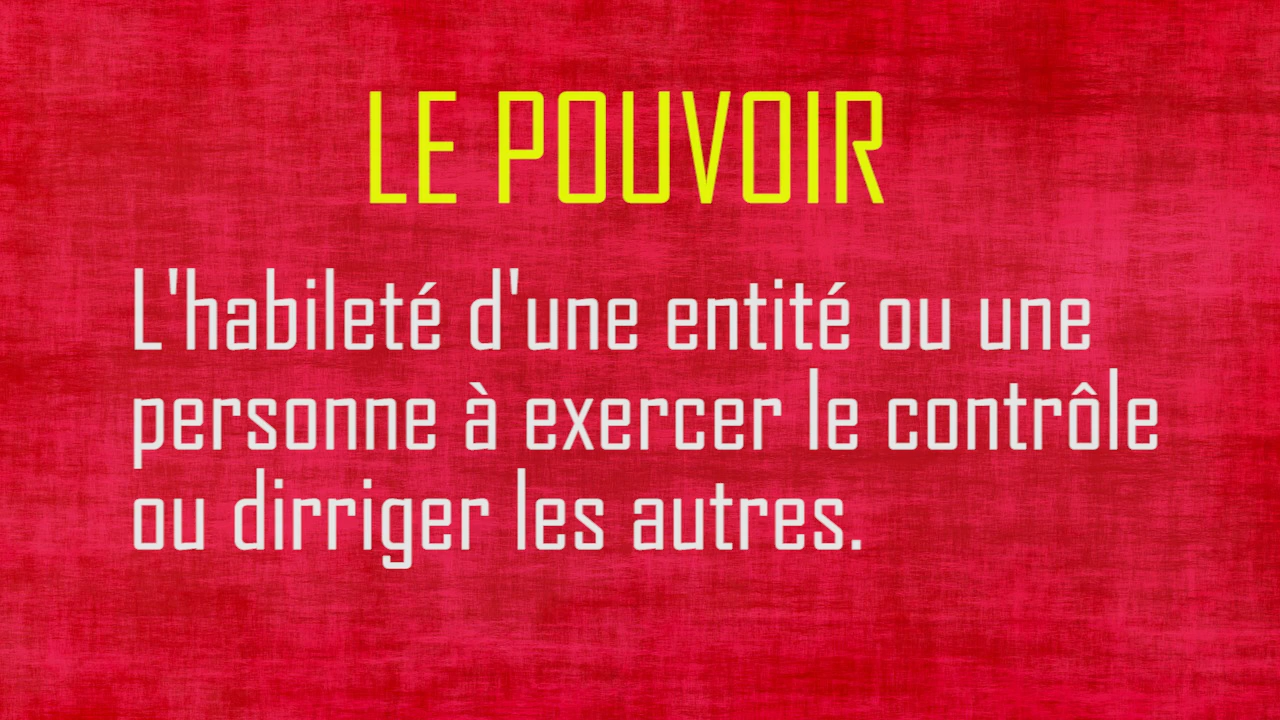 LE POUVOIR
L'habileté d'une entité ou une
personne à exercer le contrôle
ou dirriger les autres.